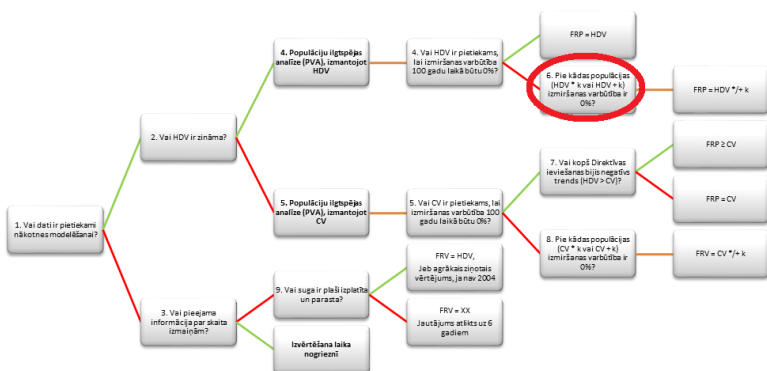 1. Vai dati ir pietiekami
nākotnes modelēšanai?
2. Vai HDV ir zināma?
4. Populāciju ilgtspējas
analīze (PVA), izmantojot
HDV
4. Vai HDV ir pietiekams,
lai izmiršanas varbūtība
100 gadu laikā būtu 0%?
FRP = HDV
6. Pie kādas populācijas
(HDV * k vai HDV + k)
izmiršanas varbūtība ir
0%?
FRP = HDV */+ k
5. Populāciju ilgtspējas
analīze (PVA), izmantojot
CV
5. Vai CV ir pietiekams, lai
izmiršanas varbūtība 100
gadu laikā būtu 0%?
7. Vai kopš Direktīvas
ieviešanas bijis negatīvs
trends (HDV > CV)?
FRP ≥ CV
FRP = CV
8. Pie kādas populācijas
(CV * k vai CV + k)
izmiršanas varbūtība ir
0%?
FRV = CV */+ k
3. Vai pieejama
informācija par skaita
izmaiņām?
9. Vai suga ir plaši izplatīta
un parasta?
FRV = HDV,
Jeb agrākais ziņotais
vērtējums, ja nav 2004
FRV = XX
Jautājums atlikts uz 6
gadiem
Izvērtēšana laika
nogrieznī